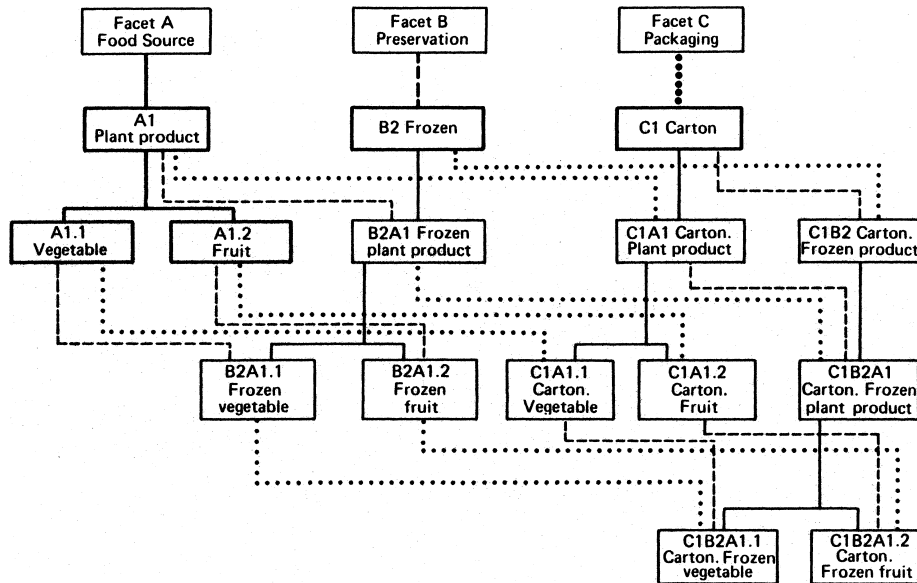 Facet A
Food Source
Facet B
Preservation
Facet C
Packaging
A1
Plant product
B2 Frozen
C1 Carton
A1.1
Vegetable
A1.2
Fruit
B2A1 Frozen
plant product
C1A1 Carton.
Plant product
C1B2 Carton.
Frozen product
B2A1.1
Frozen
vegetable
B2A1.2
Frozen
fruit
C1A1.1
Carton.
Vegetable
C1A1.2
Carton.
Fruit
C1B2A1
Carton. Frozen
plant product
C1B2A1.1
Carton. Frozen
vegetable
C1B2A1.2
Carton.
Frozen fruit